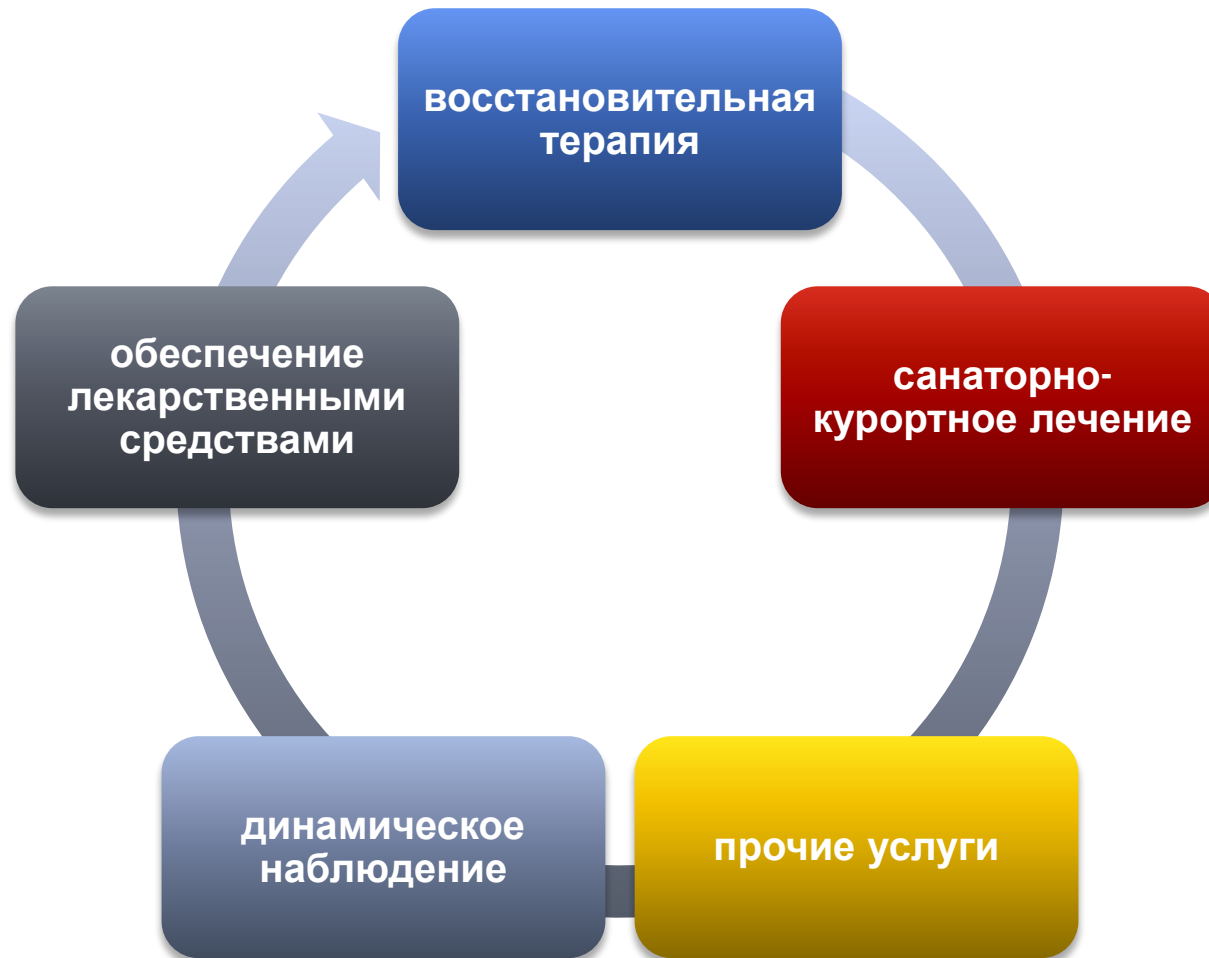 восстановительная
терапия
обеспечение
лекарственными
средствами
санаторно-
курортное лечение
динамическое
наблюдение
прочие услуги